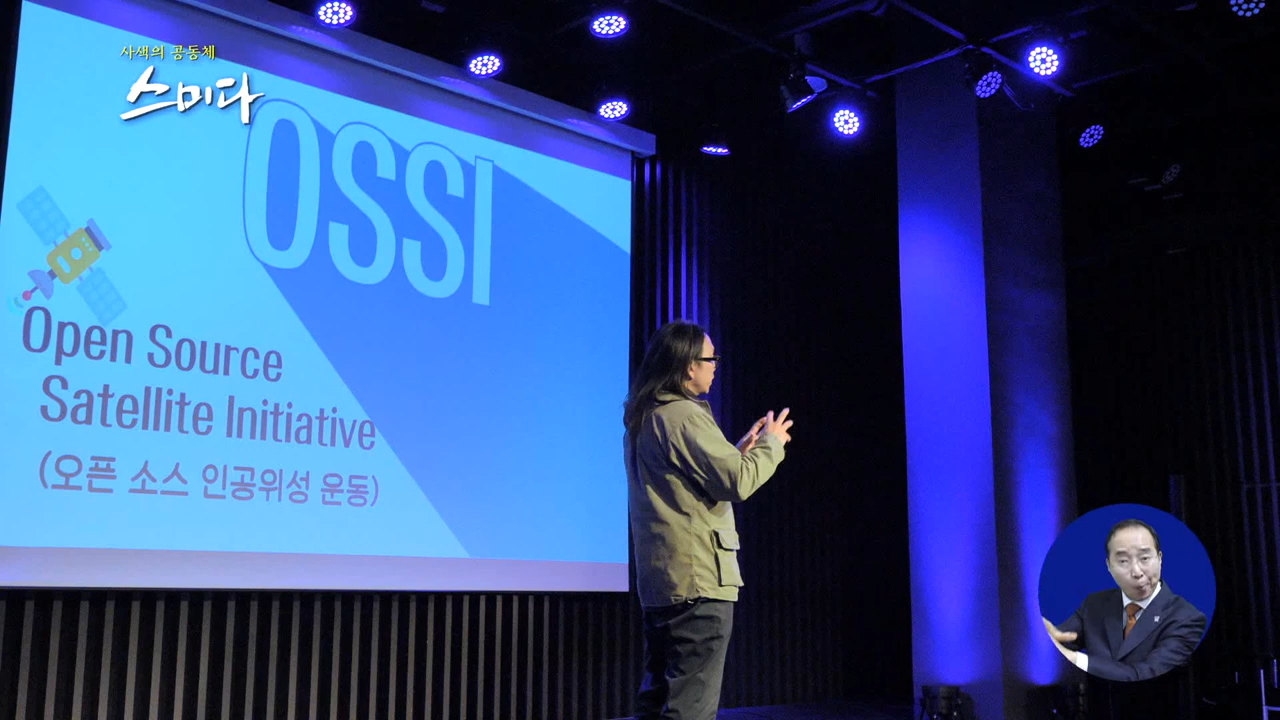 사색의 공동체
스미다
OSSI
Open Source
Satellite Initiative
(오픈 소스 인공위성 운동)